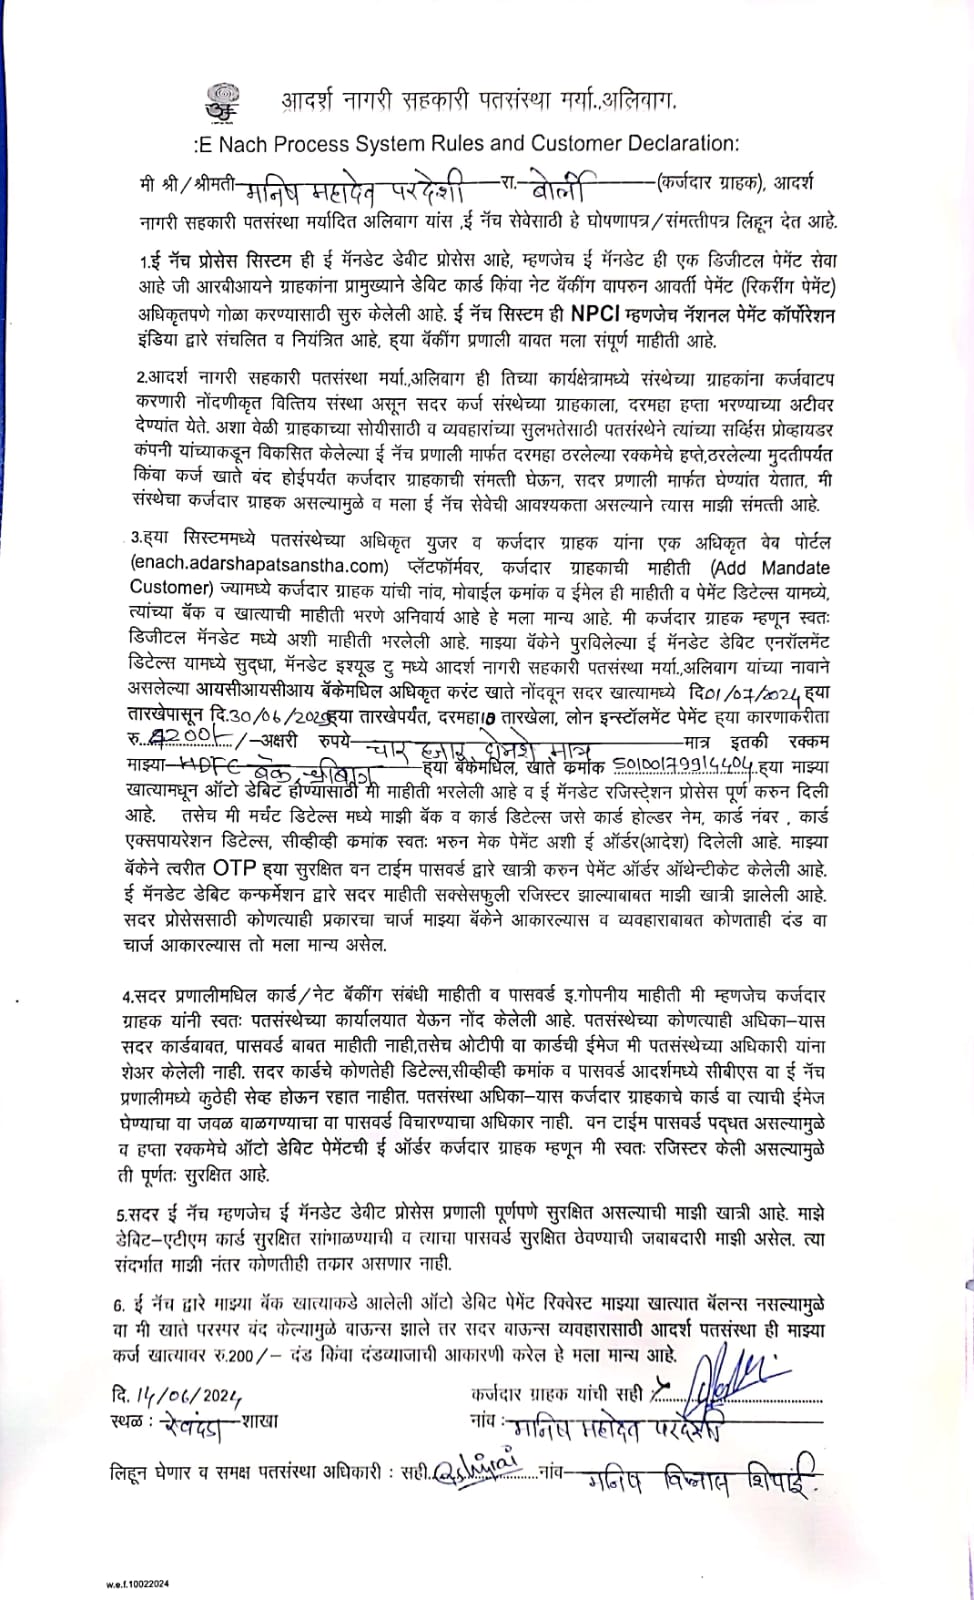 आदर्श नागरी सहकारी पतसंस्था मर्या.,अलिबाग.
:E Nach Process System Rules and Customer Declaration:
मी श्री/श्रीमती मनिष महादेव परदेशी रा. बोर्ली (कर्जदार ग्राहक), आदर्श
नागरी सहकारी पतसंस्था मर्यादित अलिबाग यांस ,ई नॅच सेवेसाठी हे घोषणापत्र/संमत्तीपत्र लिहून देत आहे.
1.ई नॅच प्रोसेस सिस्टिम ही ई मॅनडेट डेबीट प्रोसेस आहे, म्हणजेच ई मॅनडेट ही एक डिजीटल पेमेंट सेवा
आहे जी आरबीआयने ग्राहकांना प्रामुख्याने डेबिट कार्ड किंवा नेट बॅकींग वापरुन आवर्ती पेमेंट (रिकरींग पेमेंट)
अधिकृतपणे गोळा करण्यासाठी सुरु केलेली आहे. ई नॅच सिस्टम ही NPCI म्हणजेच नॅशनल पेमेंट कॉर्पोरेशन
इंडिया द्वारे संचलित व नियंत्रित आहे, ह्या बॅकींग प्रणाली बाबत मला संपूर्ण माहीती आहे.
2.आदर्श नागरी सहकारी पतसंस्था मर्या.,अलिबाग ही तिच्या कार्यक्षेत्रामध्ये संस्थेच्या ग्राहकांना कर्जवाटप
करणारी नोंदणीकृत वित्तिय संस्था असून सदर कर्ज संस्थेच्या ग्राहकाला, दरमहा हप्ता भरण्याच्या अटीवर
देण्यांत येते. अशा वेळी ग्राहकाच्या सोयीसाठी व व्यवहारांच्या सुलभतेसाठी पतसंस्थेने त्यांच्या सर्व्हिस प्रोव्हायडर
कंपनी यांच्याकडून विकसित केलेल्या ई नॅच प्रणाली मार्फत दरमहा ठरलेल्या रक्कमेचे हप्ते,ठरलेल्या मुदतीपर्यंत
किंवा कर्ज खाते बंद होईपर्यंत कर्जदार ग्राहकाची संमत्ती घेऊन, सदर प्रणाली मार्फत घेण्यांत येतात, मी
संस्थेचा कर्जदार ग्राहक असल्यामुळे व मला ई नॅच सेवेची आवश्यकता असल्याने त्यास माझी संमत्ती आहे.
3.ह्या सिस्टिममध्ये पतसंस्थेच्या अधिकृत युजर व कर्जदार ग्राहक यांना एक अधिकृत वेब पोर्टल
(enach.adarshapatsanstha.com) प्लॅटफॉर्मवर, कर्जदार ग्राहकाची माहीती (Add Mandate
Customer) ज्यामध्ये कर्जदार ग्राहक यांची नांव, मोबाईल क्रमांक व ईमेल ही माहीती व पेमेंट डिटेल्स यामध्ये,
त्यांच्या बॅक व खात्याची माहीती भरणे अनिवार्य आहे हे मला मान्य आहे. मी कर्जदार ग्राहक म्हणून स्वतः
डिजीटल मॅनडेट मध्ये अशी माहीती भरलेली आहे. माझ्या बॅकेने पुरविलेल्या ई मॅनडेट डेबिट एनरॉलमेंट
डिटेल्स यामध्ये सुद्धा, मॅनडेट इश्यूड टु मध्ये आदर्श नागरी सहकारी पतसंस्था मर्या.,अलिबाग यांच्या नावाने
असलेल्या आयसीआयसीआय बॅकेमधिल अधिकृत करंट खाते नोंदवून सदर खात्यामध्ये दि01/07/2024 ह्या
तारखेपासून दि.30/06/2029ह्या तारखेपर्यंत, दरमहा10 तारखेला, लोन इन्स्टॉलमेंट पेमेंट ह्या कारणाकरीता
रु.4200/-/-अक्षरी रुपये चार हजार दोनशे मात्र मात्र इतकी रक्कम
माझ्या HDFC बँक, ह्या बॅकेमधिल, खाते क्रमांक 50100179914404 ह्या माझ्या
खात्यामधून ऑटो डेबिट होण्यासाठी मी माहीती भरलेली आहे व ई मॅनडेट रजिस्ट्रेशन प्रोसेस पूर्ण करुन दिली
आहे. तसेच मी मर्चंट डिटेल्स मध्ये माझी बॅक व कार्ड डिटेल्स जसे कार्ड होल्डर नेम, कार्ड नंबर , कार्ड
एक्सपायरेशन डिटेल्स, सीव्हीव्ही क्रमांक स्वतः भरुन मेक पेमेंट अशी ई ऑर्डर(आदेश) दिलेली आहे. माझ्या
बॅकेने त्वरीत OTP ह्या सुरक्षित वन टाईम पासवर्ड द्वारे खात्री करुन पेमेंट ऑर्डर ऑथेन्टीकेट केलेली आहे.
ई मॅनडेट डेबिट कन्फर्मेशन द्वारे सदर माहीती सक्सेसफुली रजिस्टर झाल्याबाबत माझी खात्री झालेली आहे.
सदर प्रोसेससाठी कोणत्याही प्रकारचा चार्ज माझ्या बॅकेने आकारल्यास व व्यवहाराबाबत कोणताही दंड वा
चार्ज आकारल्यास तो मला मान्य असेल.
4.सदर प्रणालीमधिल कार्ड/नेट बॅकींग संबंधी माहीती व पासवर्ड इ.गोपनीय माहीती मी म्हणजेच कर्जदार
ग्राहक यांनी स्वतः पतसंस्थेच्या कार्यालयात येऊन नोंद केलेली आहे. पतसंस्थेच्या कोणत्याही अधिका-यास
सदर कार्डबाबत, पासवर्ड बाबत माहीती नाही,तसेच ओटीपी वा कार्डची ईमेज मी पतसंस्थेच्या अधिकारी यांना
शेअर केलेली नाही. सदर कार्डचे कोणतेही डिटेल्स,सीव्हीव्ही क्रमांक व पासवर्ड आदर्शमध्ये सीबीएस वा ई नॅच
प्रणालीमध्ये कुठेही सेव्ह होऊन रहात नाहीत. पतसंस्था अधिका-यास कर्जदार ग्राहकाचे कार्ड वा त्याची ईमेज
घेण्याचा वा जवळ बाळगण्याचा वा पासवर्ड विचारण्याचा अधिकार नाही. वन टाईम पासवर्ड पद्धत असल्यामुळे
व हप्ता रक्कमेचे ऑटो डेबिट पेमेंटची ई ऑर्डर कर्जदार ग्राहक म्हणून मी स्वतः रजिस्टर केली असल्यामुळे
ती पूर्णतः सुरक्षित आहे.
5.सदर ई नॅच म्हणजेच ई मॅनडेट डेबीट प्रोसेस प्रणाली पूर्णपणे सुरक्षित असल्याची माझी खात्री आहे. माझे
डेबिट-एटीएम कार्ड सुरक्षित सांभाळण्याची व त्याचा पासवर्ड सुरक्षित ठेवण्याची जबाबदारी माझी असेल. त्या
संदर्भात माझी नंतर कोणतीही तकार असणार नाही.
6. ई नॅच द्वारे माझ्या बॅक खात्याकडे आलेली ऑटो डेबिट पेमेंट रिक्वेस्ट माझ्या खात्यात बॅलन्स नसल्यामुळे
वा मी खाते परस्पर बंद केल्यामुळे बाऊन्स झाले तर सदर बाऊन्स व्यवहारासाठी आदर्श पतसंस्था ही माझ्या
कर्ज खात्यावर रु.200/- दंड किंवा दंडव्याजाची आकारणी करेल हे मला मान्य आहे.
दि. 14/06/2024 कर्जदार ग्राहक यांची सही
स्थळ : रेवदंडा शाखा नांव : मनिष महादेव परदेशी
लिहून घेणार व समक्ष पतसंस्था अधिकारी : सही. नांव मनिष विलास शिपाई.
w.e.f.10022024